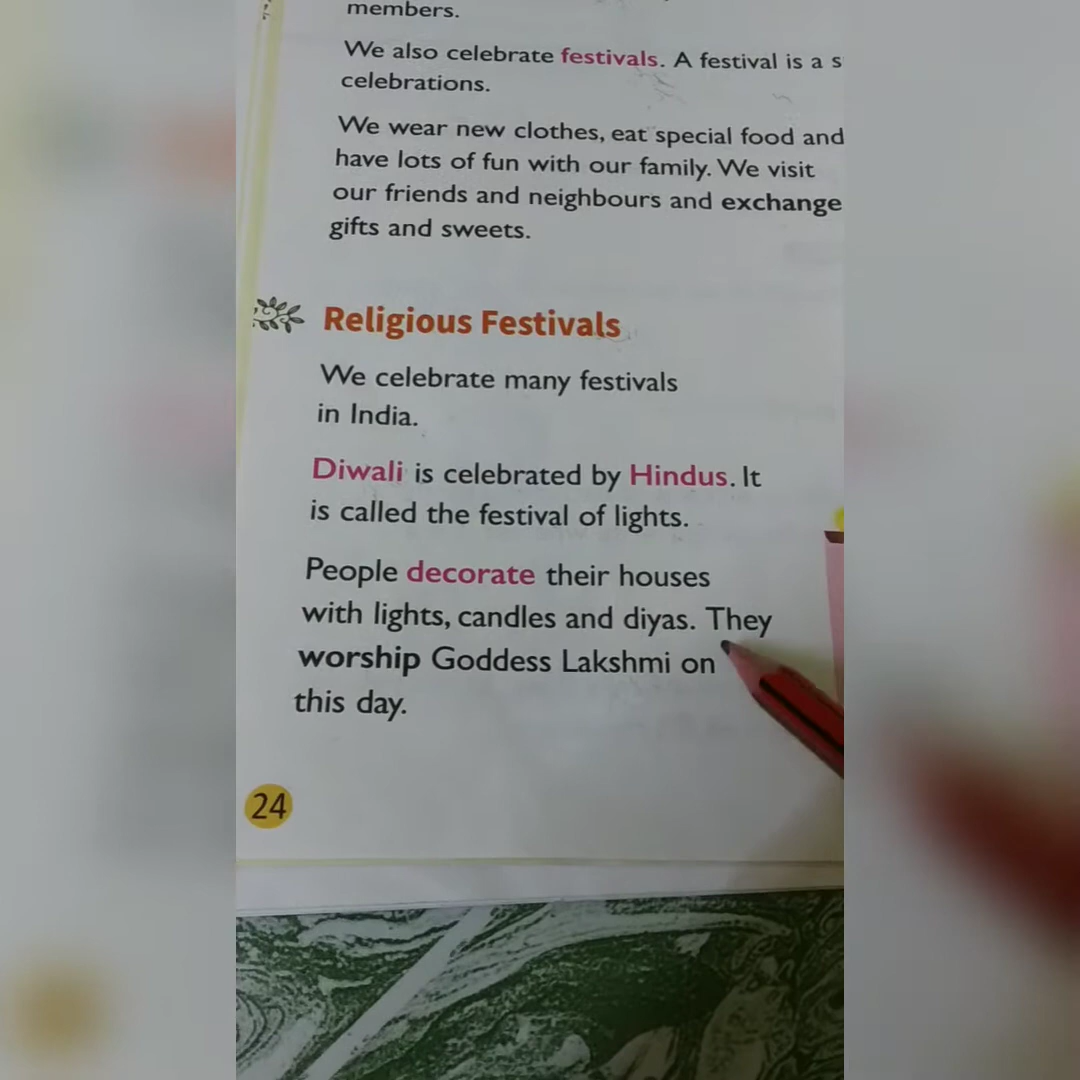 members.
We also celebrate festivals. A festival is a
celebrations.
We wear new clothes, eat special food and
have lots of fun with our family. We visit
our friends and neighbours and exchange
gifts and sweets.
Religious Festivals
We celebrate many festivals
in India.
Diwali is celebrated by Hindus. It
is called the festival of lights.
People decorate their houses
with lights, candles and diyas. They
worship Goddess Lakshmi on
this day.
24